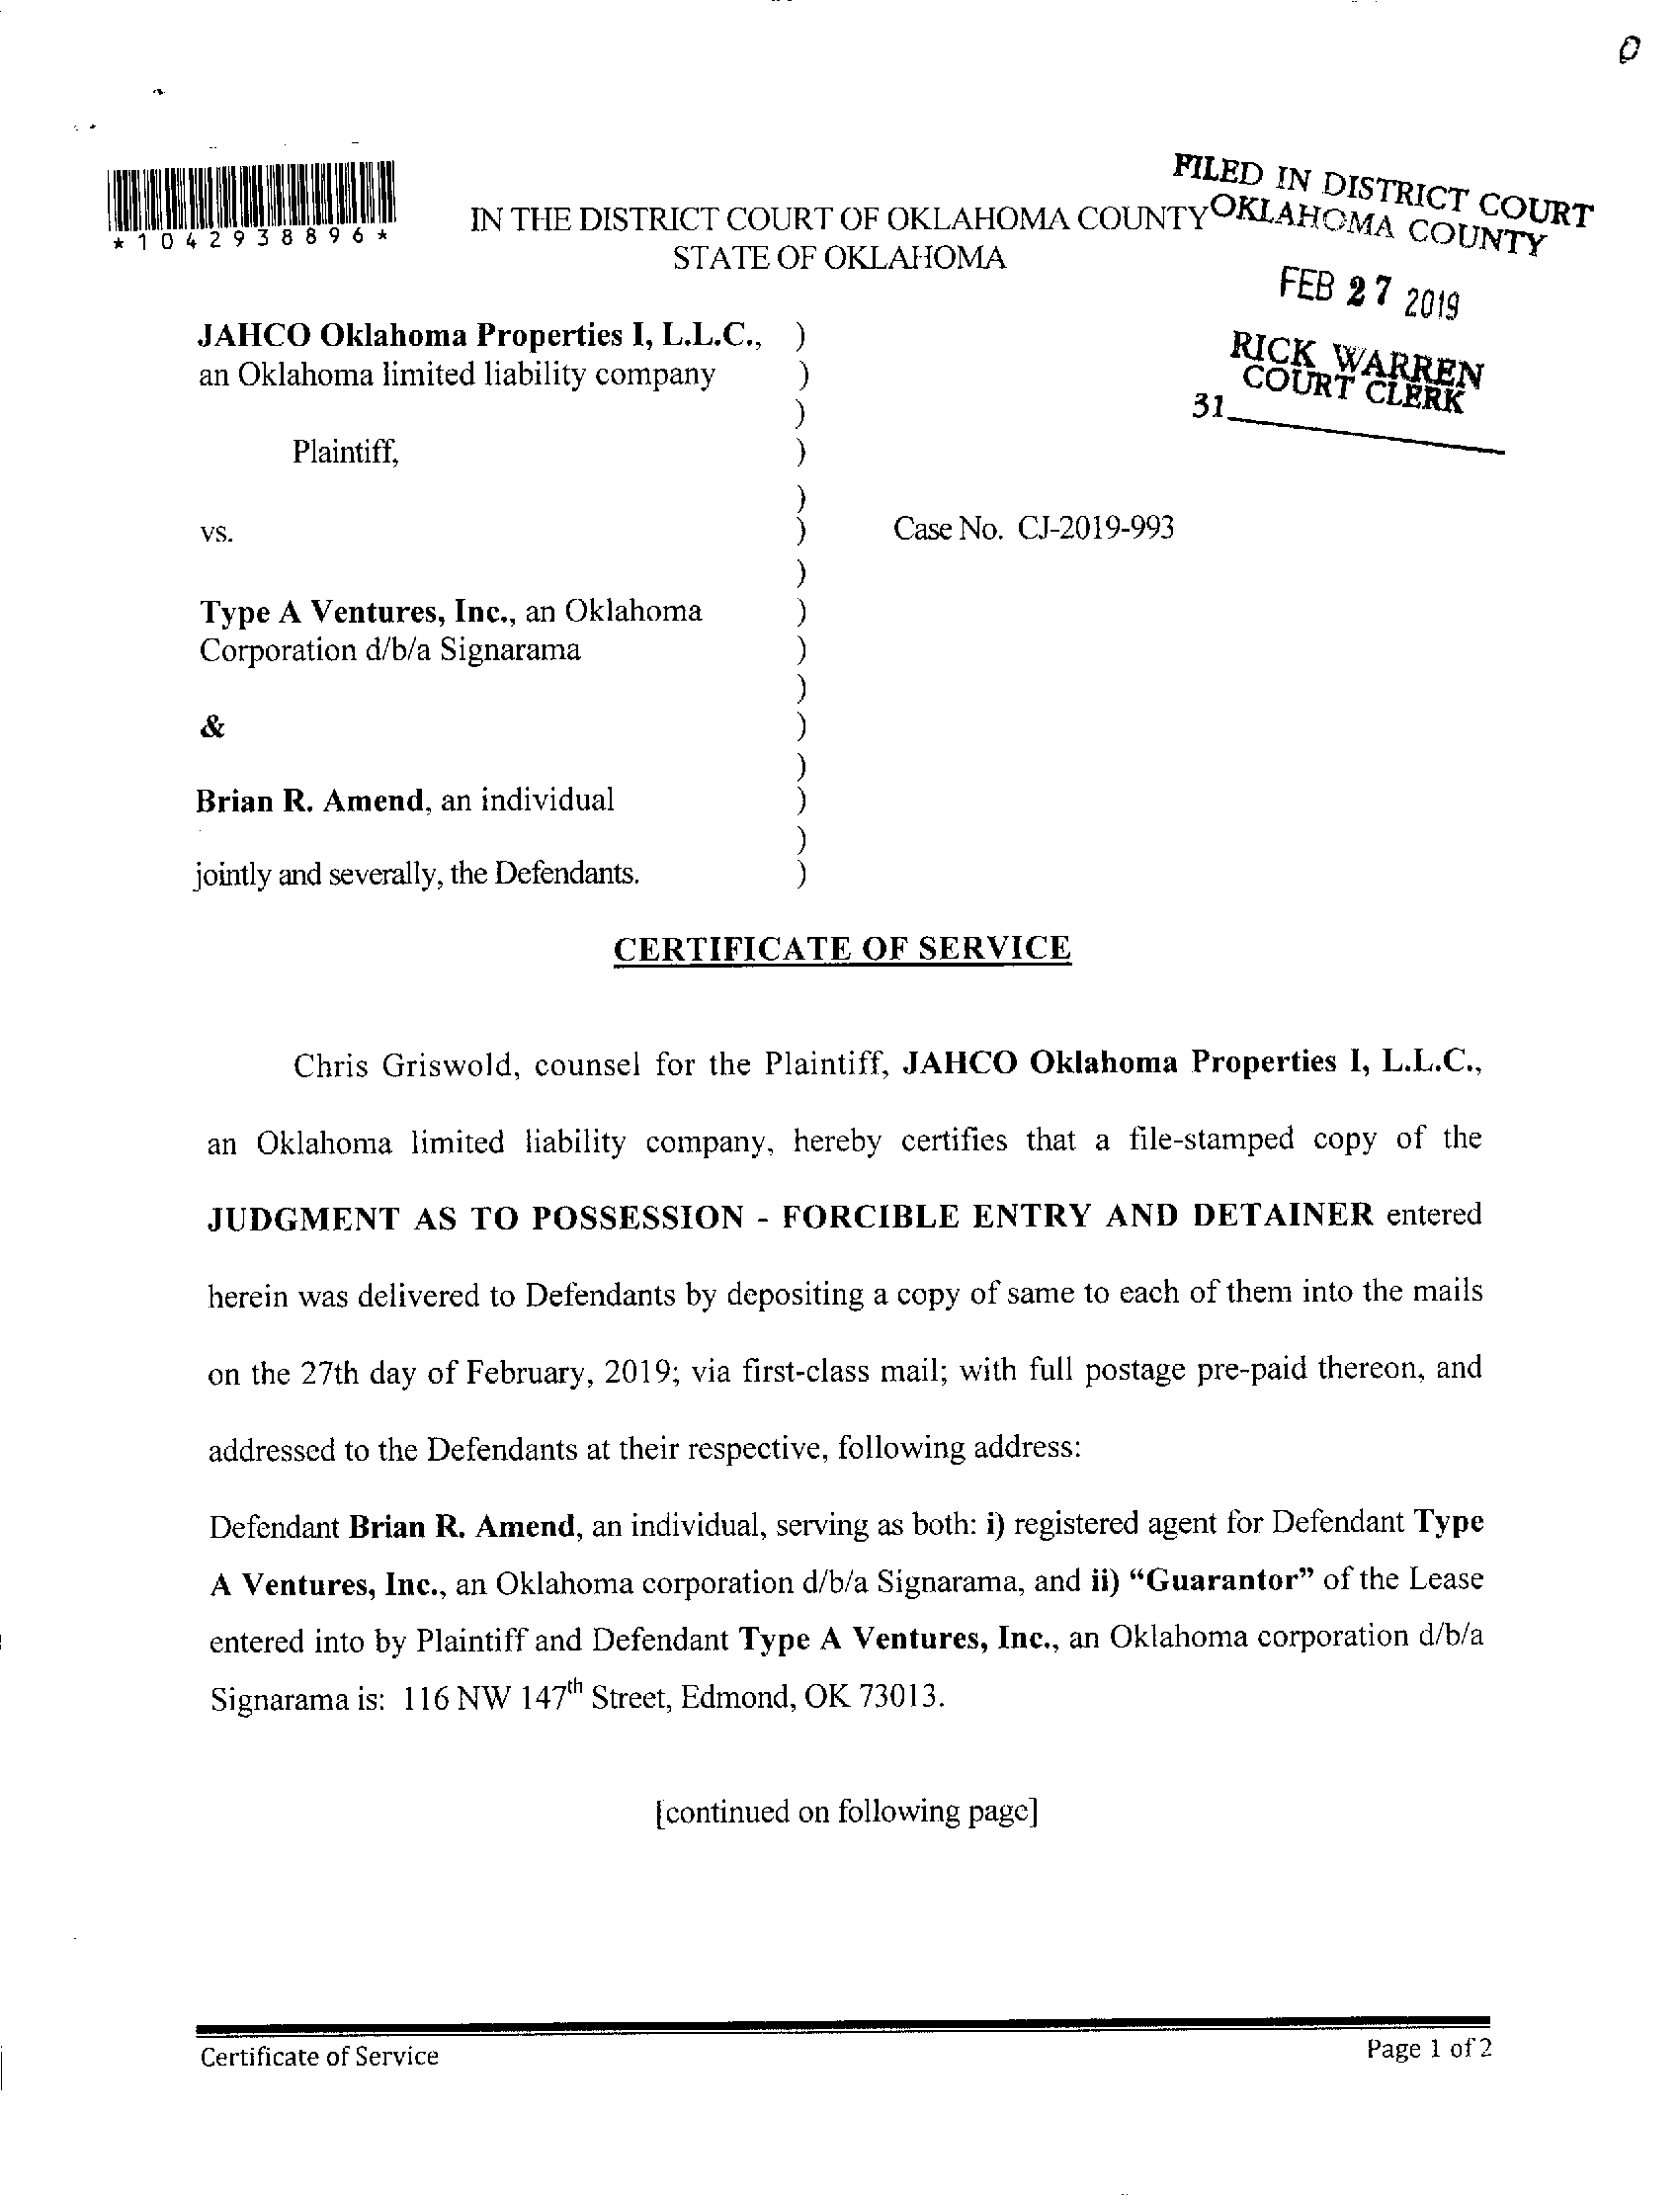 0
*1042938896*
IN THE DISTRICT COURT OF OKLAHOMA COUNTY
STATE OF OKLAHOMA
FILED IN DISTRICT COURT
OKLAHOMA COUNTY
FEB 27 2019
RICK WARREN
COURT CLERK
31
JAHCO Oklahoma Properties I, L.L.C., )
an Oklahoma limited liability company )
)
Plaintiff, )
)
vs. ) Case No. CJ-2019-993
)
Type A Ventures, Inc., an Oklahoma )
Corporation d/b/a Signarama )
)
& )
)
Brian R. Amend, an individual )
)
jointly and severally, the Defendants. )
CERTIFICATE OF SERVICE
Chris Griswold, counsel for the Plaintiff, JAHCO Oklahoma Properties I, L.L.C.,
an Oklahoma limited liability company, hereby certifies that a file-stamped copy of the
JUDGMENT AS TO POSSESSION - FORCIBLE ENTRY AND DETAINER entered
herein was delivered to Defendants by depositing a copy of same to each of them into the mails
on the 27th day of February, 2019; via first-class mail; with full postage pre-paid thereon, and
addressed to the Defendants at their respective, following address:
Defendant Brian R. Amend, an individual, serving as both: i) registered agent for Defendant Type
A Ventures, Inc., an Oklahoma corporation d/b/a Signarama, and ii) “Guarantor” of the Lease
entered into by Plaintiff and Defendant Type A Ventures, Inc., an Oklahoma corporation d/b/a
Signarama is: 116 NW 147th Street, Edmond, OK 73013.
[continued on following page]
Certificate of Service
Page 1 of 2